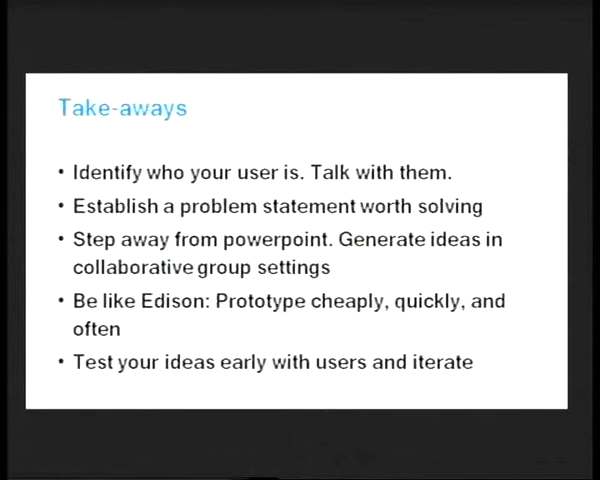 Take-aways
• Identify who your user is. Talk with them.
• Establish a problem statement worth solving
• Step away from powerpoint. Generate ideas in
collaborative group settings
• Be like Edison: Prototype cheaply, quickly, and
often
• Test your ideas early with users and iterate